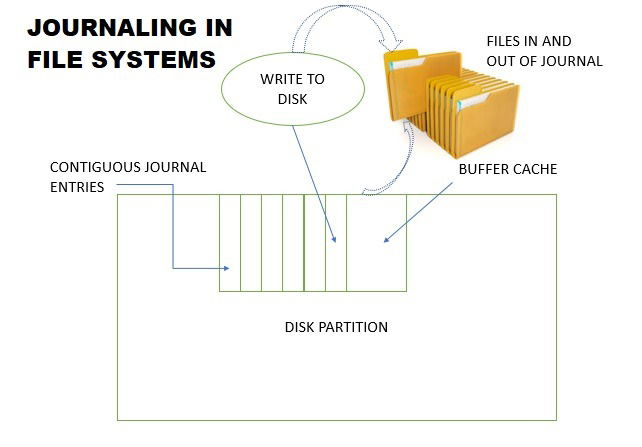 JOURNALING IN
FILE SYSTEMS
WRITE TO
DISK
FILES IN AND
OUT OF JOURNAL
CONTIGUOUS JOURNAL
ENTRIES
BUFFER CACHE
DISK PARTITION